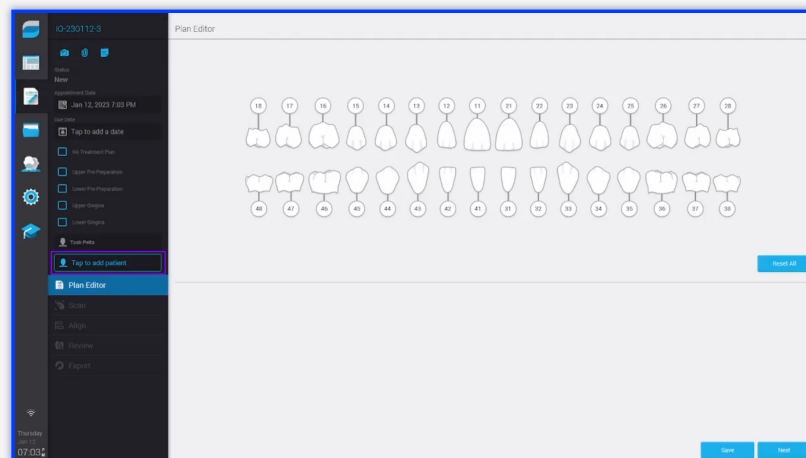 IO-230112-3
Plan Editor
Status
New
Appointment Date
Jan 12, 2023 7:03 PM
Due Date
Tap to add a date
No Treatment Plan
Upper Pre-Preparation
Lower Pre-Preparation
Upper Gingiva
Lower Gingiva
Tap to add patient
Plan Editor
Scan
Align
Review
Export
18 17 16 15 14 13 12 11 21 22 23 24 25 26 27 28
48 47 46 45 44 43 42 41 31 32 33 34 35 36 37 38
Reset All
Thursday
Jan 12
07:03
Save
Next